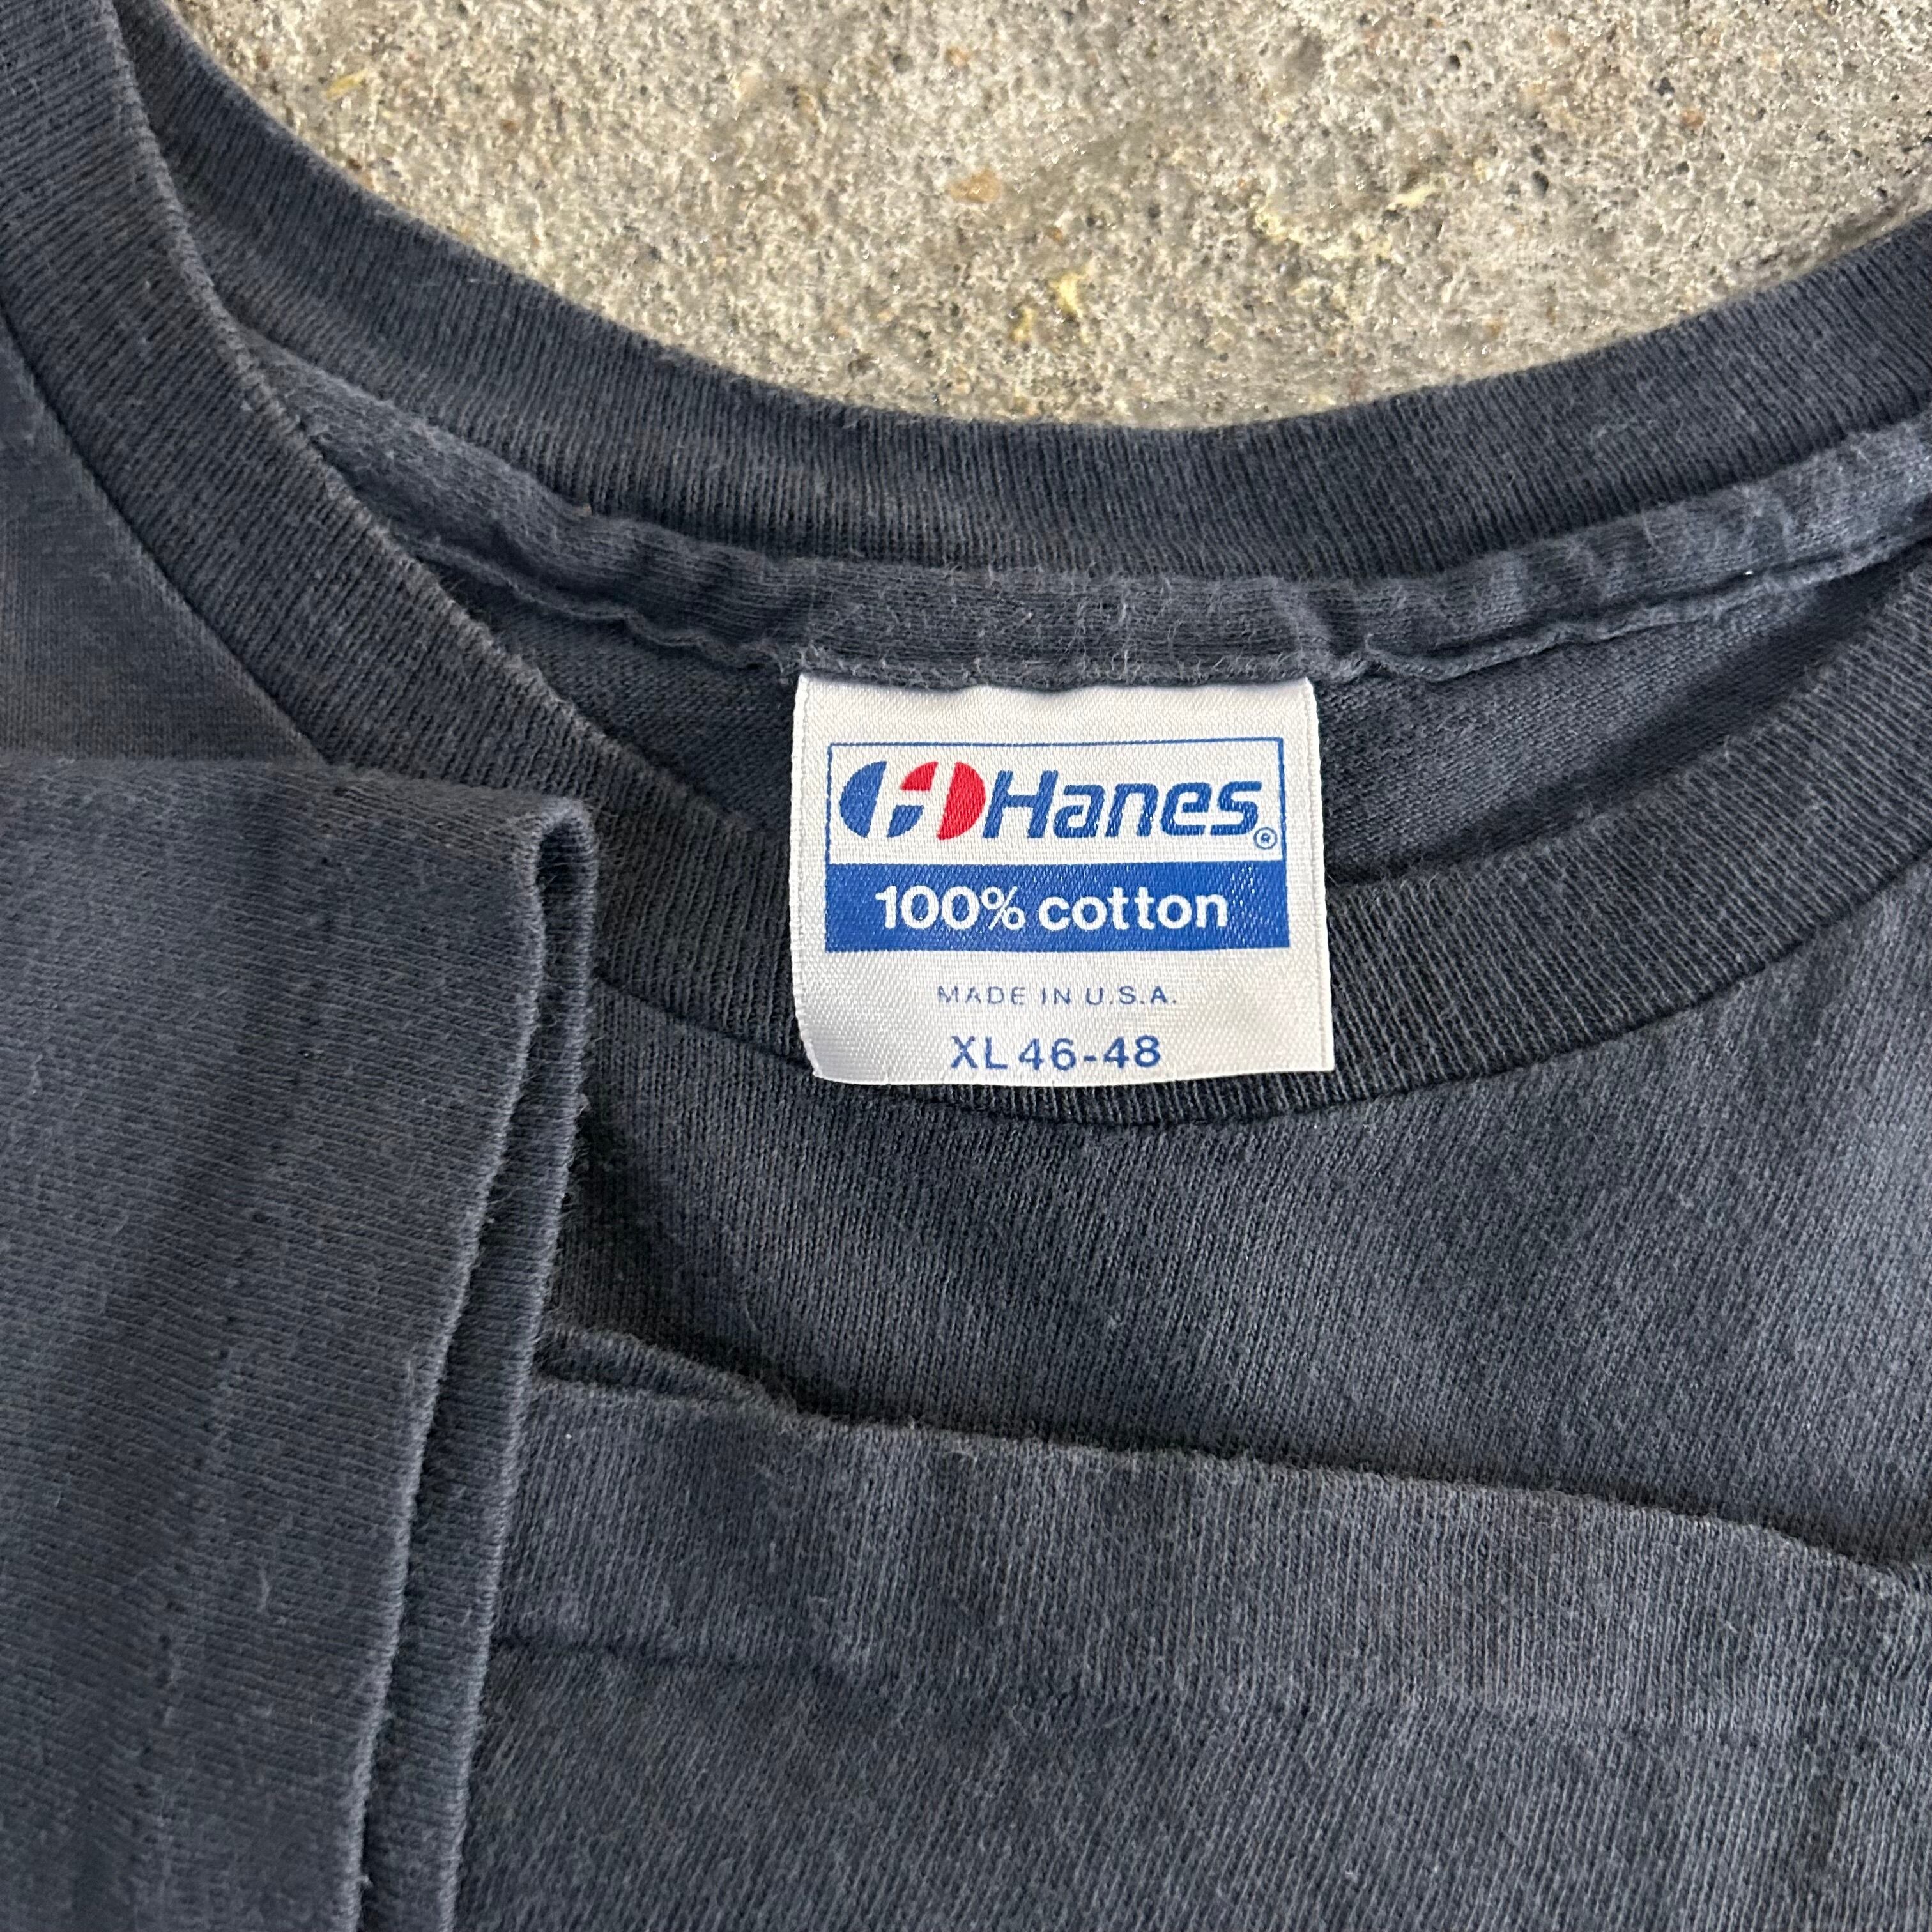 Hanes®
100% cotton
MADE IN U.S.A.
XL 46-48